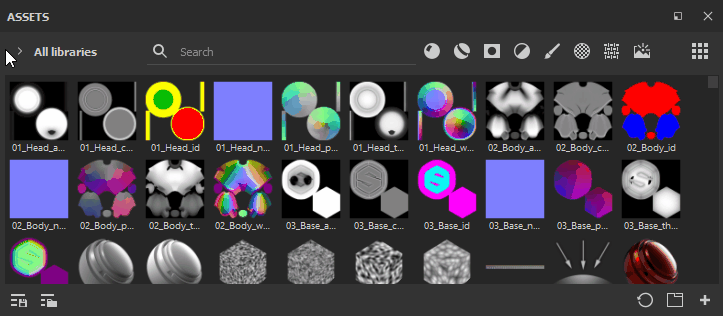 ASSETS
All libraries
Search
01_Head_a...
01_Head_c...
01_Head_id
01_Head_n...
01_Head_p...
01_Head_t...
01_Head_w...
02_Body_a...
02_Body_c...
02_Body_id
02_Body_n...
02_Body_p...
02_Body_t...
02_Body_w...
03_Base_a...
03_Base_c...
03_Base_id
03_Base_n...
03_Base_p...
03_Base_th...